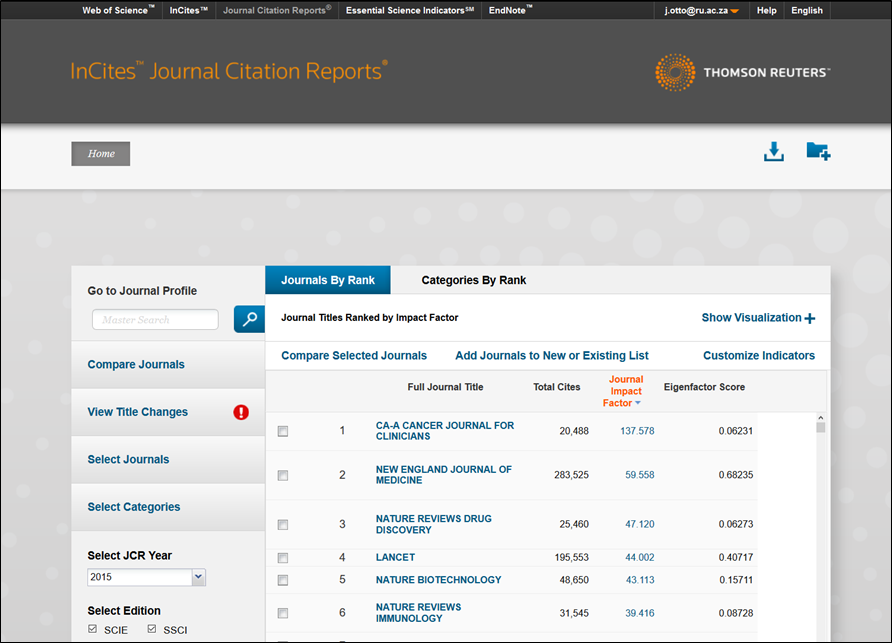 Web of Science™ InCites™ Journal Citation Reports® Essential Science Indicators℠ EndNote™ j.otto@ru.ac.za Help English
InCites™ Journal Citation Reports®
THOMSON REUTERS™
Home
Go to Journal Profile
Master Search
Compare Journals
View Title Changes
Select Journals
Select Categories
Select JCR Year
2015
Select Edition
SCIE SSCI
Journals By Rank Categories By Rank
Journal Titles Ranked by Impact Factor Show Visualization +
Compare Selected Journals Add Journals to New or Existing List Customize Indicators
Full Journal Title Total Cites Journal Impact Factor Eigenfactor Score
1 CA-A CANCER JOURNAL FOR CLINICIANS 20,488 137.578 0.06231
2 NEW ENGLAND JOURNAL OF MEDICINE 283,525 59.558 0.68235
3 NATURE REVIEWS DRUG DISCOVERY 25,460 47.120 0.06273
4 LANCET 195,553 44.002 0.40717
5 NATURE BIOTECHNOLOGY 48,650 43.113 0.15711
6 NATURE REVIEWS IMMUNOLOGY 31,545 39.416 0.08728